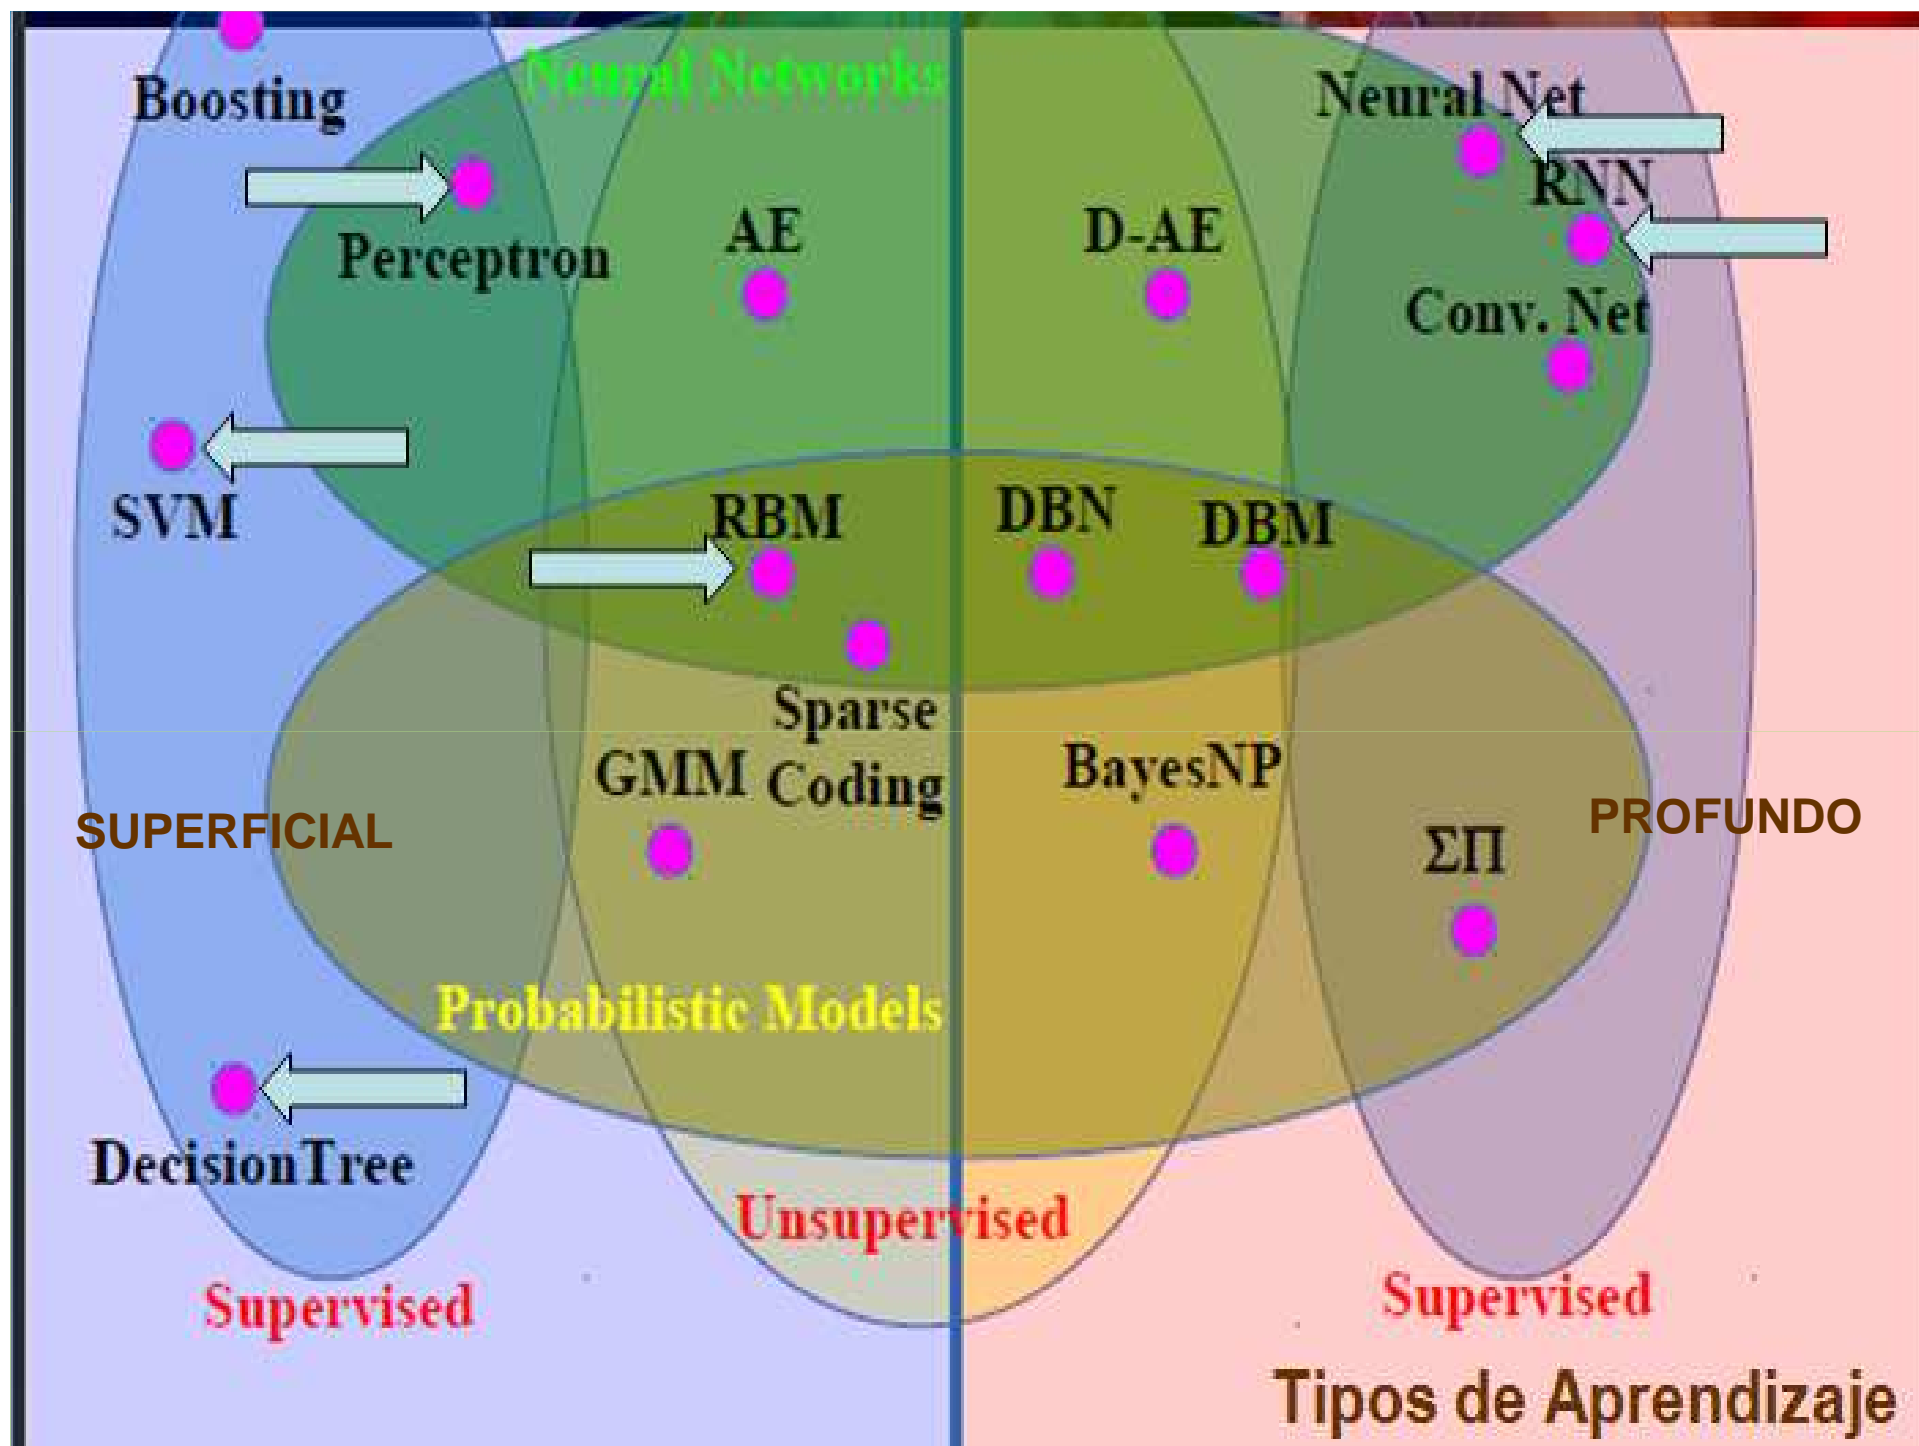 Neural Networks
Boosting
Neural Net
RNN
Perceptron
AE
D-AE
Conv. Net
SVM
RBM
DBN
DBM
Sparse
Coding
GMM
BayesNP
SUPERFICIAL
PROFUNDO
ΣΠ
Probabilistic Models
DecisionTree
Unsupervised
Supervised
Supervised
Tipos de Aprendizaje